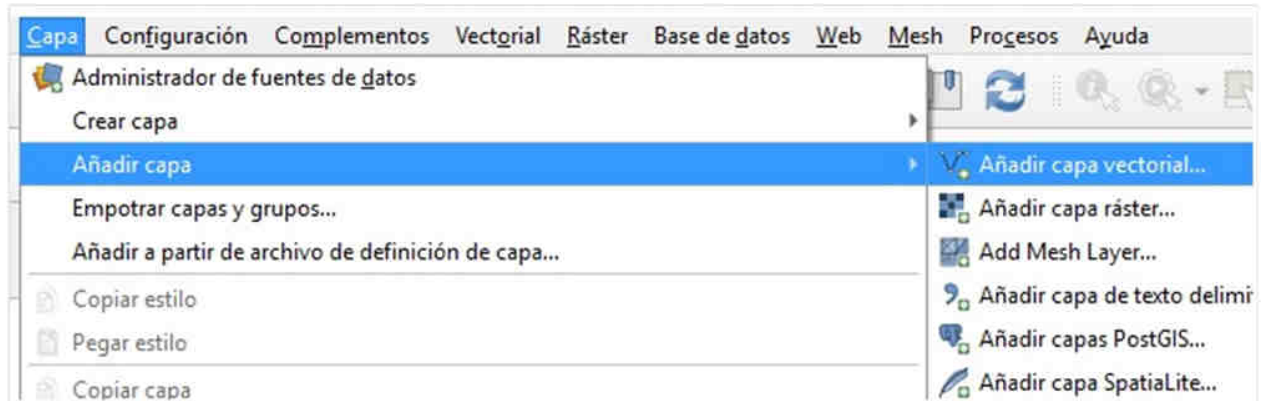 Capa Configuración Complementos Vectorial Ráster Base de datos Web Mesh Procesos Ayuda
Administrador de fuentes de datos
Crear capa
Añadir capa
Empotrar capas y grupos...
Añadir a partir de archivo de definición de capa...
Copiar estilo
Pegar estilo
Copiar capa
Añadir capa vectorial...
Añadir capa ráster...
Add Mesh Layer...
Añadir capa de texto delimi
Añadir capas PostGIS...
Añadir capa SpatiaLite...